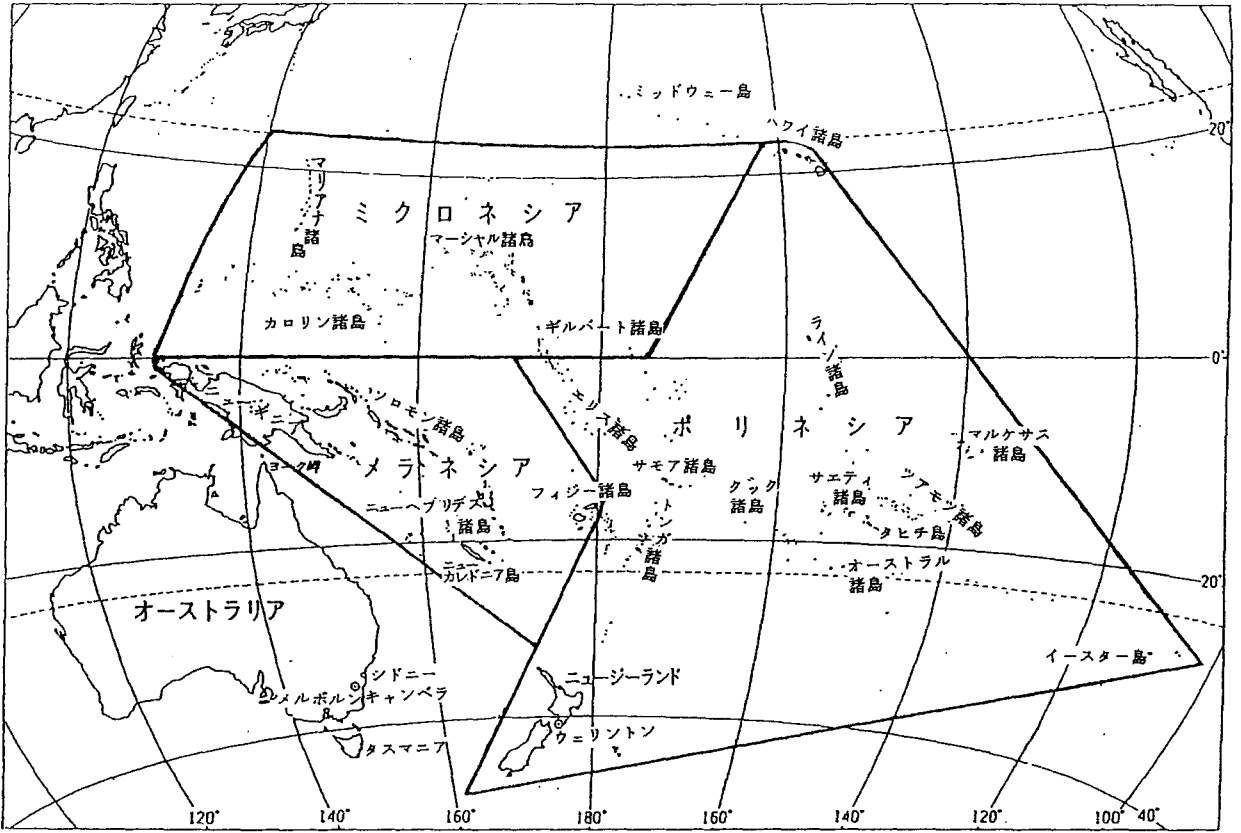 ミッドウェー島
ハワイ諸島
20°
マリアナ諸島
ミクロネシア
マーシャル諸島
カロリン諸島
ギルバート諸島
ライン諸島
0°
ニューギニア
ソロモン諸島
エリス諸島
ポリネシア
マルケサス
諸島
ヨーク岬
メラネシア
サモア諸島
フィジー諸島
クック
諸島
サエティ
諸島
ツアモツ諸島
ニューヘブリデス
諸島
トンガ諸島
タヒチ島
ニュー
カレドニア島
オーストラル
諸島
20°
オーストラリア
イースター島
シドニー
ニュージーランド
メルボルン
キャンベラ
ウェリントン
タスマニア
120°
140°
160°
180°
160°
140°
120°
100°
40°